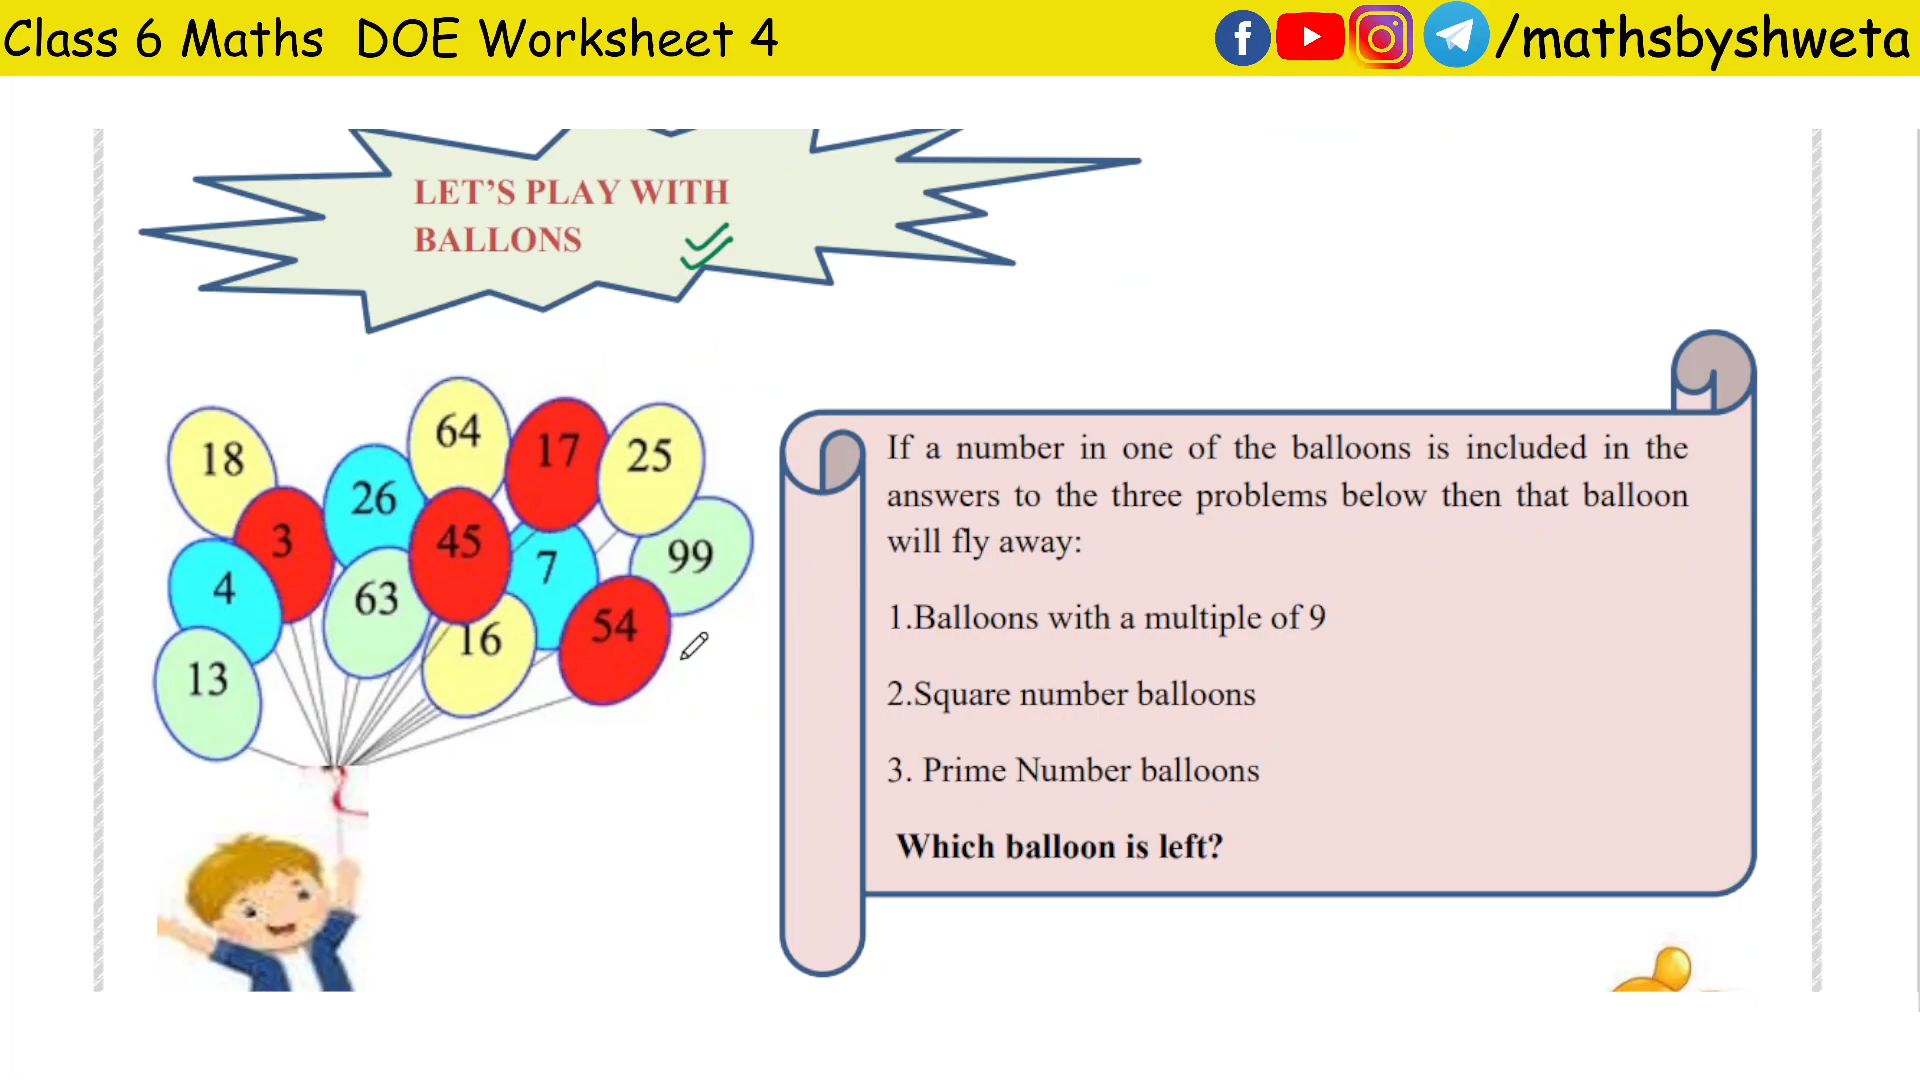 Class 6 Maths DOE Worksheet 4
/mathsbyshweta
LET’S PLAY WITH
BALLONS
18
64
17
25
26
3
45
7
99
4
63
16
54
13
If a number in one of the balloons is included in the
answers to the three problems below then that balloon
will fly away:
1.Balloons with a multiple of 9
2.Square number balloons
3. Prime Number balloons
Which balloon is left?